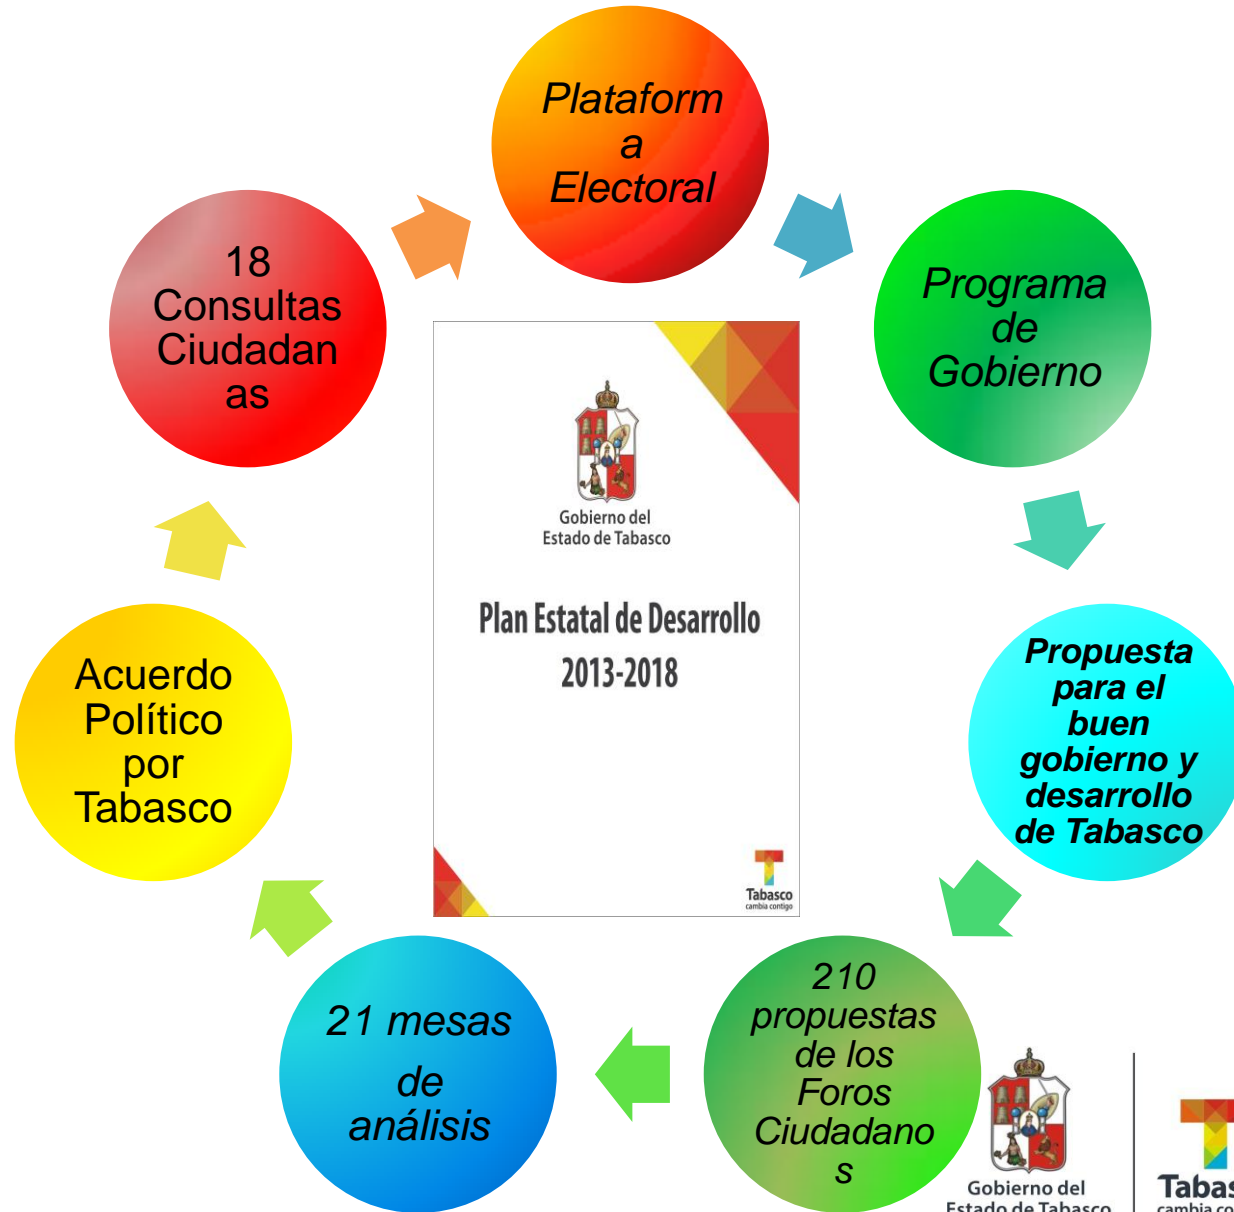 Plataform
a
Electoral
Programa
de
Gobierno
Propuesta
para el
buen
gobierno y
desarrollo
de Tabasco
210
propuestas
de los
Foros
Ciudadano
s
21 mesas
de
análisis
Acuerdo
Político
por
Tabasco
18
Consultas
Ciudadan
as
Gobierno del
Estado de Tabasco
Plan Estatal de Desarrollo
2013-2018
Tabasco
cambia contigo
Gobierno del
Estado de Tabasco
Tabas
cambia co